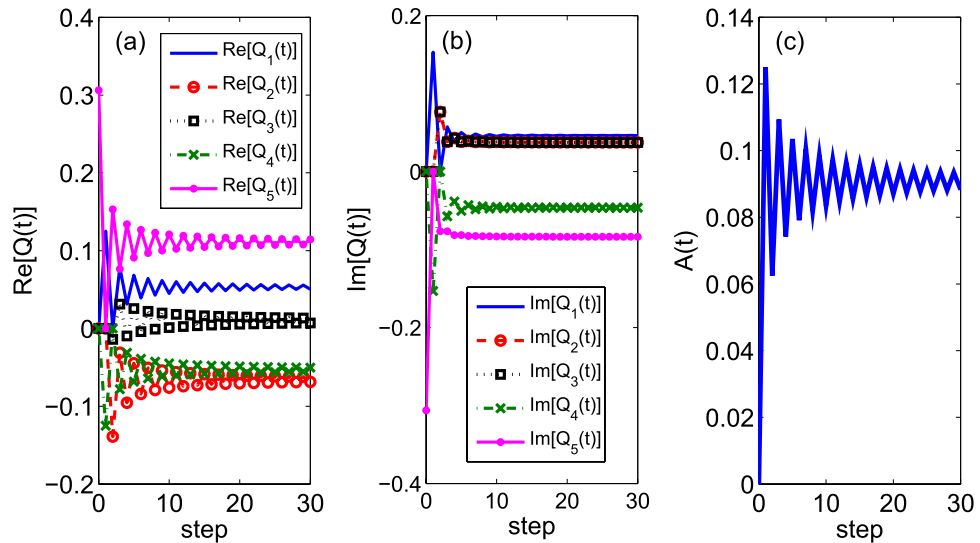 (a)
Re[Q1(t)]
Re[Q2(t)]
Re[Q3(t)]
Re[Q4(t)]
Re[Q5(t)]
0.4
0.3
0.2
0.1
0
−0.1
−0.2
Re[Q(t)]
0 10 20 30
step
(b)
Im[Q1(t)]
Im[Q2(t)]
Im[Q3(t)]
Im[Q4(t)]
Im[Q5(t)]
0.2
0
−0.2
−0.4
Im[Q(t)]
0 10 20 30
step
(c)
0.14
0.12
0.1
0.08
0.06
0.04
0.02
0
A(t)
0 10 20 30
step